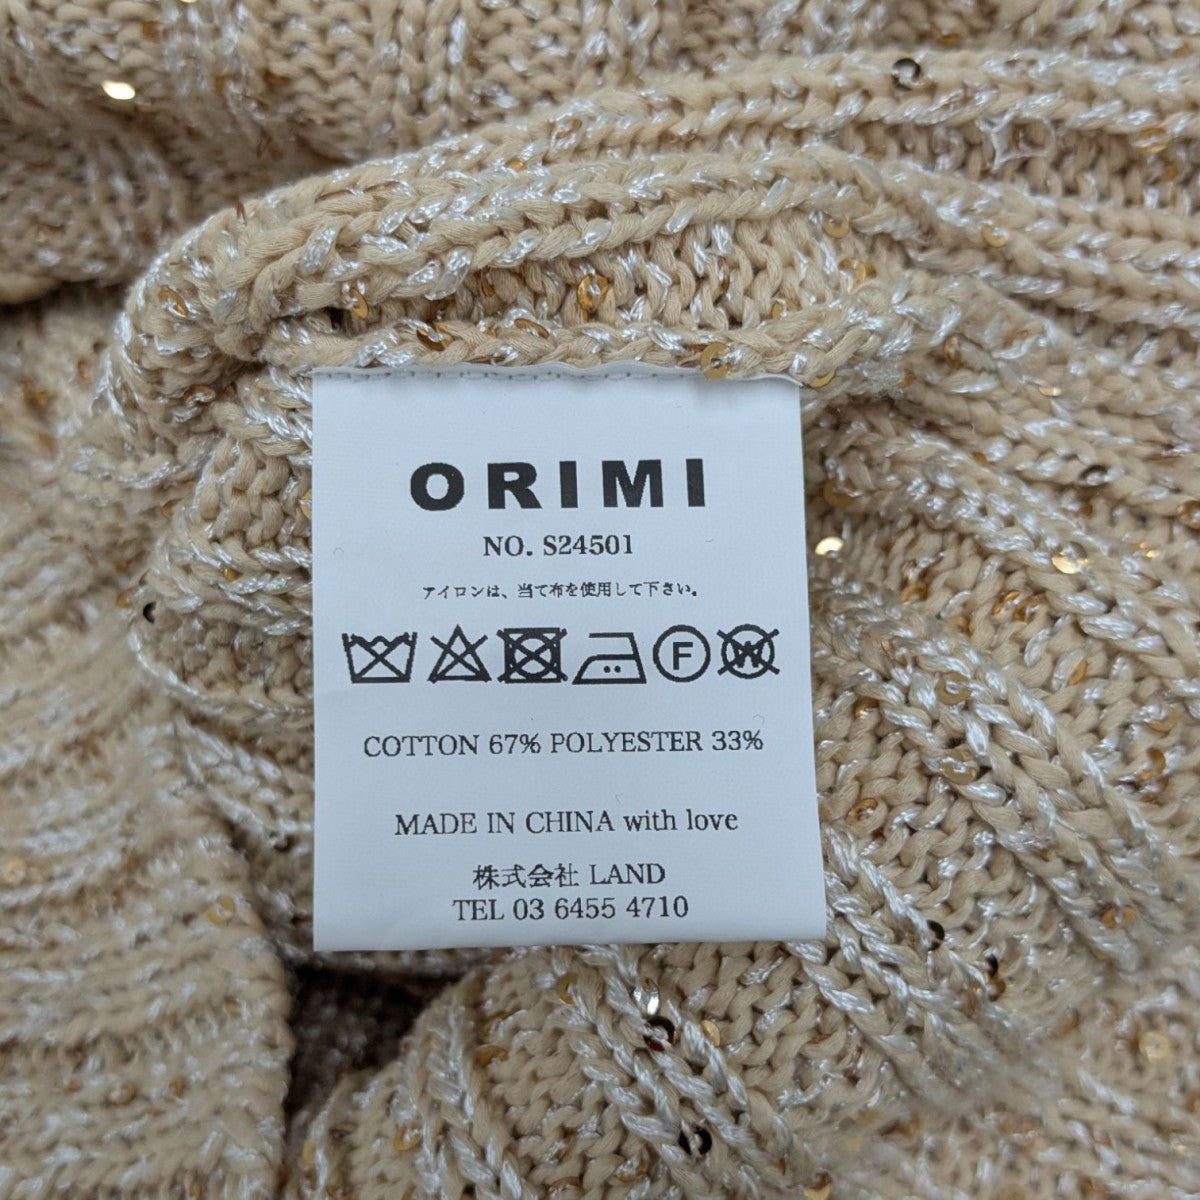 ORIMI
NO. S24501
アイロンは、当て布を使用して下さい。
F W
COTTON 67% POLYESTER 33%
MADE IN CHINA with love
株式会社 LAND
TEL 03 6455 4710